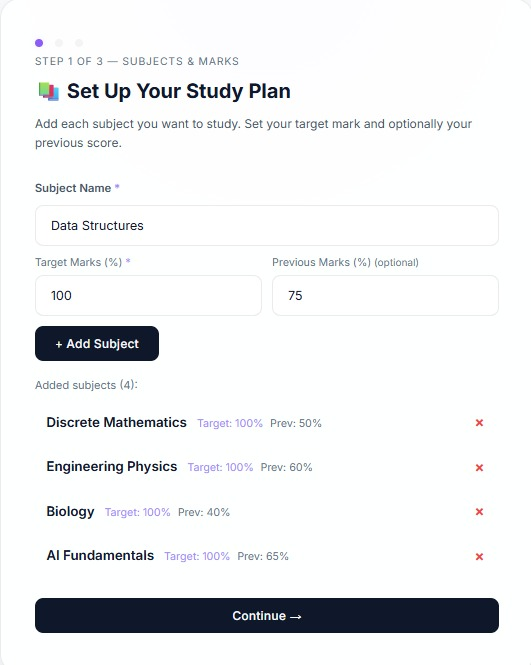 STEP 1 OF 3 — SUBJECTS & MARKS
Set Up Your Study Plan
Add each subject you want to study. Set your target mark and optionally your
previous score.
Subject Name *
Data Structures
Target Marks (%) * Previous Marks (%) (optional)
100 75
+ Add Subject
Added subjects (4):
Discrete Mathematics Target: 100% Prev: 50% ×
Engineering Physics Target: 100% Prev: 60% ×
Biology Target: 100% Prev: 40% ×
AI Fundamentals Target: 100% Prev: 65% ×
Continue →